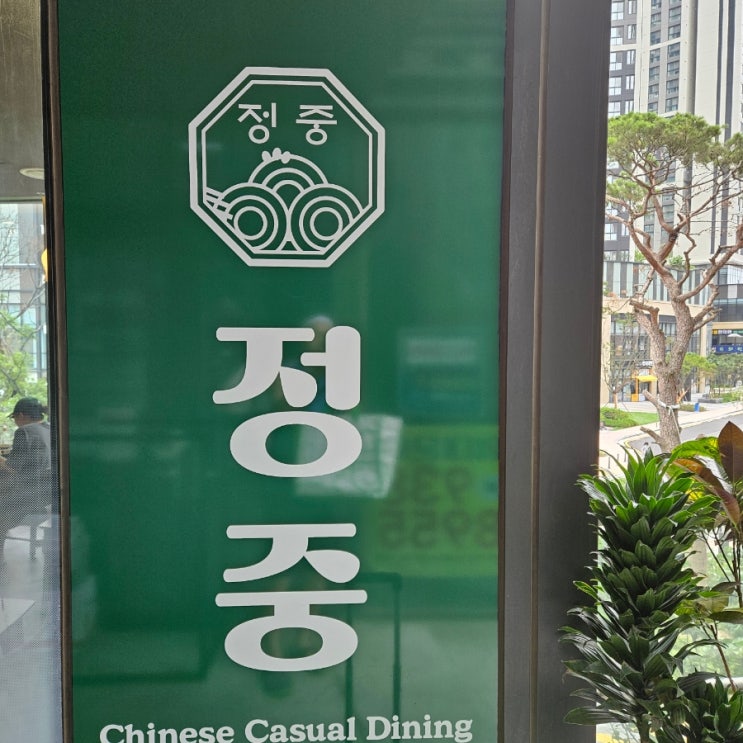 정중
정
중
Chinese Casual Dining